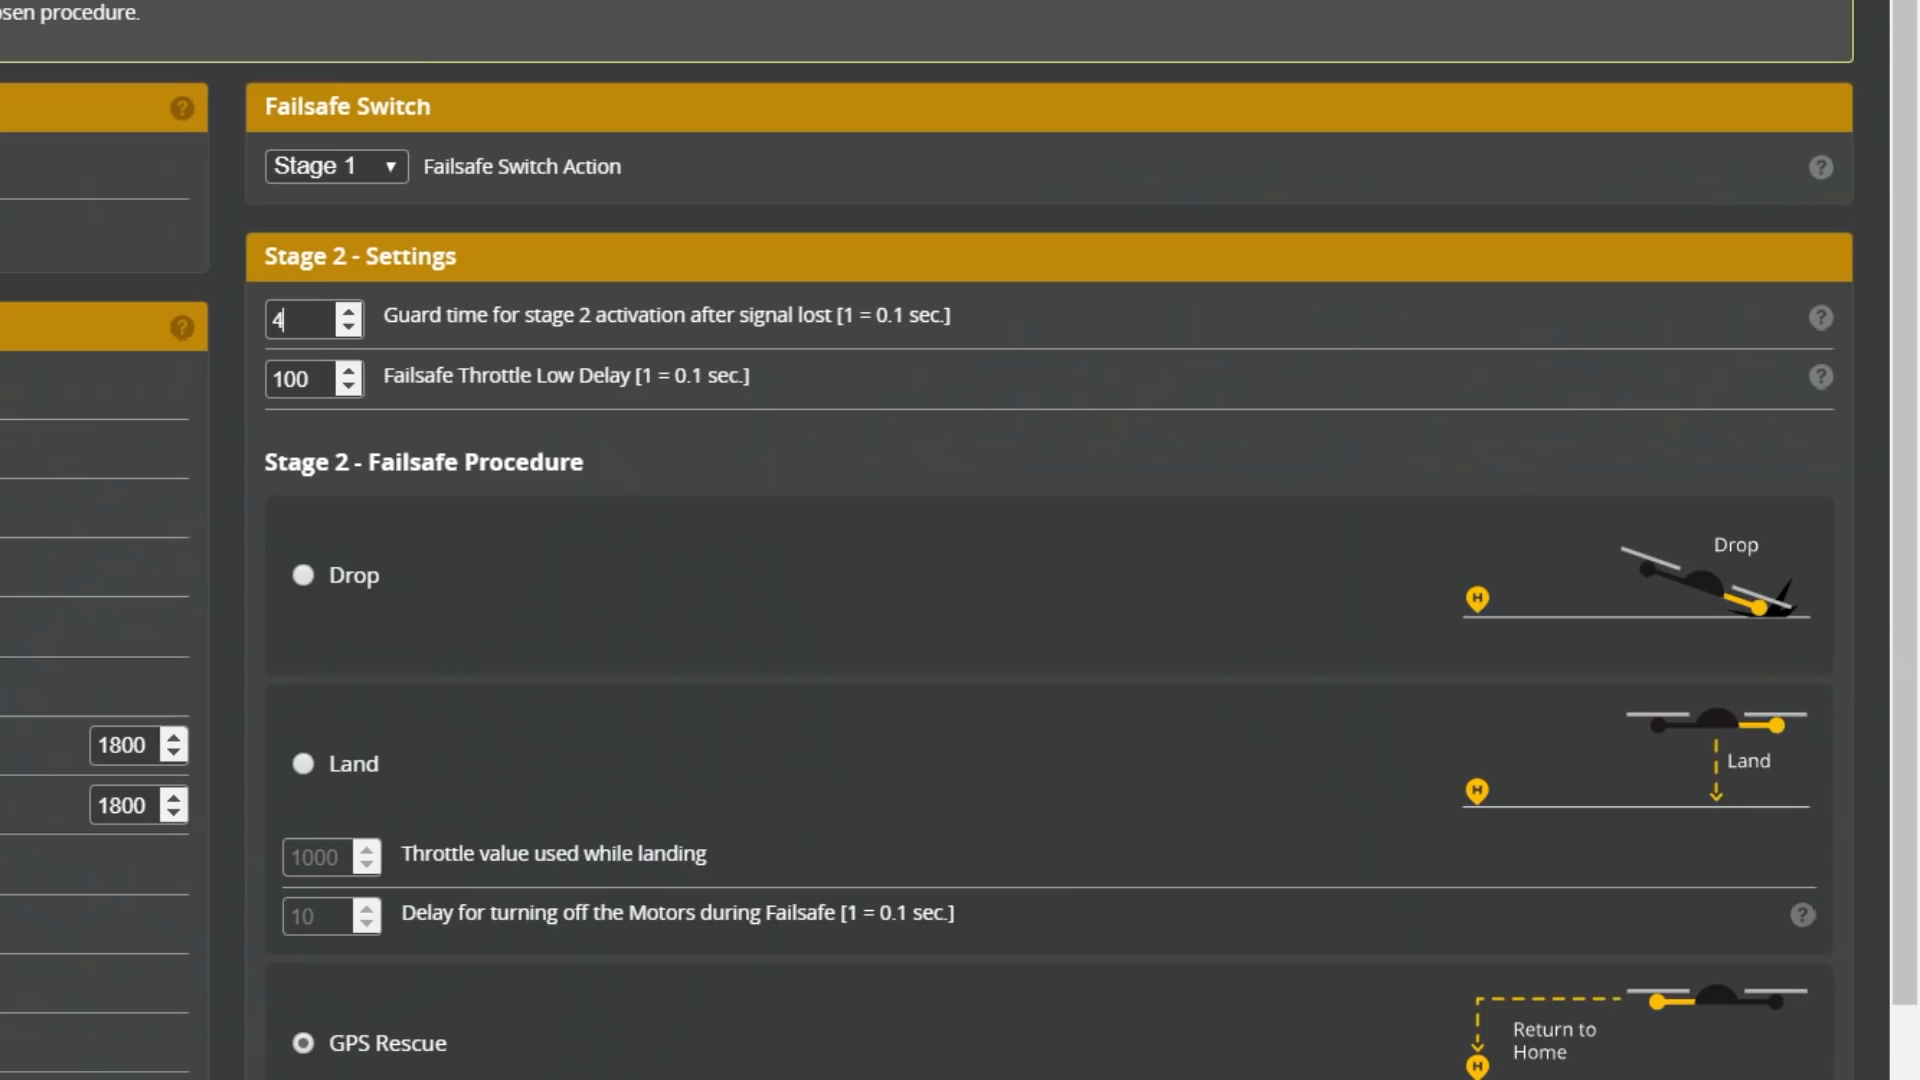 osen procedure.
Failsafe Switch
Stage 1 Failsafe Switch Action
Stage 2 - Settings
4 Guard time for stage 2 activation after signal lost [1 = 0.1 sec.]
100 Failsafe Throttle Low Delay [1 = 0.1 sec.]
Stage 2 - Failsafe Procedure
Drop
Drop
H
1800
Land
Land
H
1800
1000 Throttle value used while landing
10 Delay for turning off the Motors during Failsafe [1 = 0.1 sec.]
GPS Rescue
Return to
Home
H